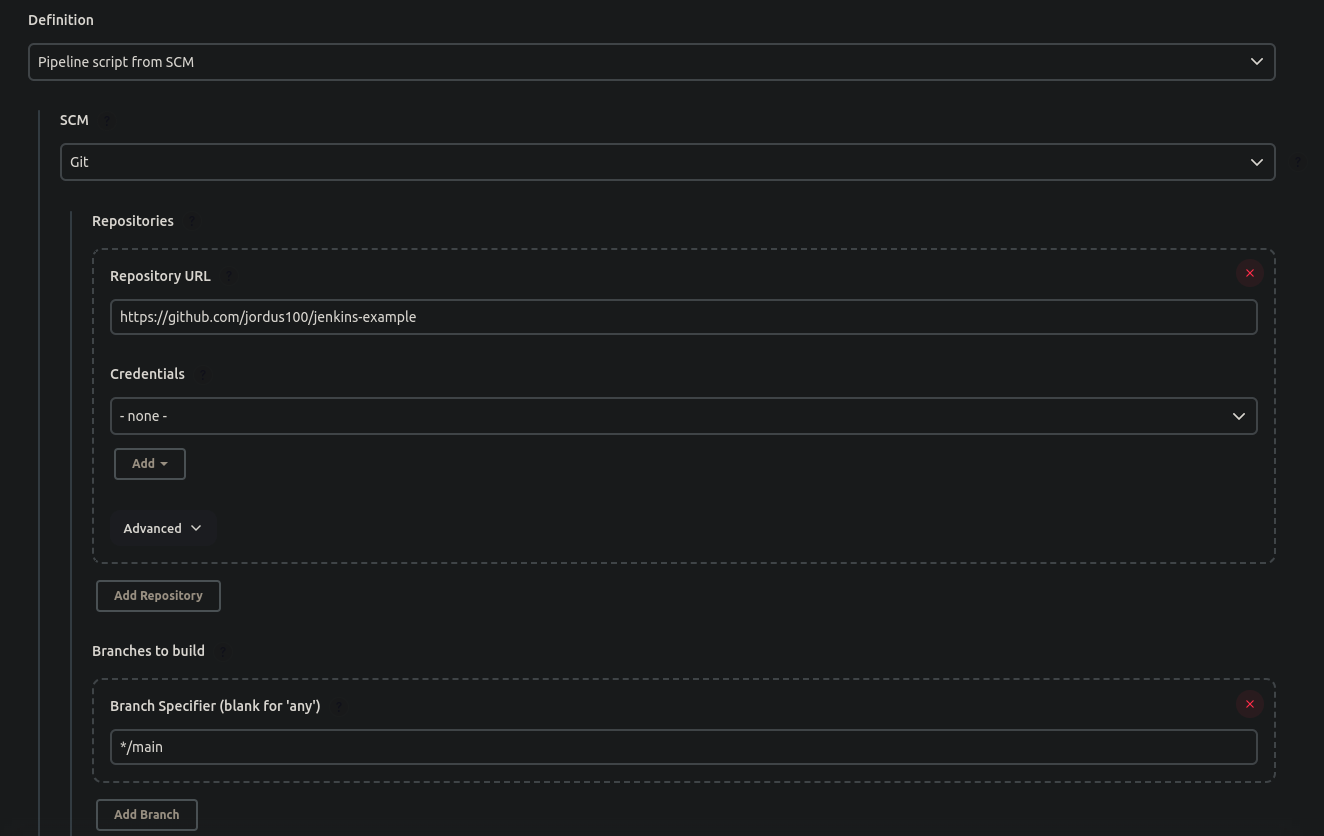 Definition
Pipeline script from SCM
SCM ?
Git
?
Repositories ?
Repository URL ?
https://github.com/jordus100/jenkins-example
Credentials ?
- none -
Add
Advanced
Add Repository
Branches to build ?
Branch Specifier (blank for 'any') ?
*/main
Add Branch